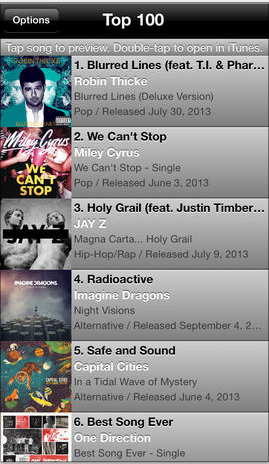 Options
Top 100
Tap song to preview. Double-tap to open in iTunes.
1. Blurred Lines (feat. T.I. & Phar...
Robin Thicke
Blurred Lines (Deluxe Version)
Pop / Released July 30, 2013
Miley Cyrus
WE CAN'T STOP
2. We Can't Stop
Miley Cyrus
We Can't Stop - Single
Pop / Released June 3, 2013
JAY Z
3. Holy Grail (feat. Justin Timber...
JAY Z
Magna Carta... Holy Grail
Hip-Hop/Rap / Released July 9, 2013
IMAGINE DRAGONS
4. Radioactive
Imagine Dragons
Night Visions
Alternative / Released September 4, 2...
5. Safe and Sound
Capital Cities
In a Tidal Wave of Mystery
Alternative / Released June 4, 2013
6. Best Song Ever
One Direction
Best Song Ever - Single